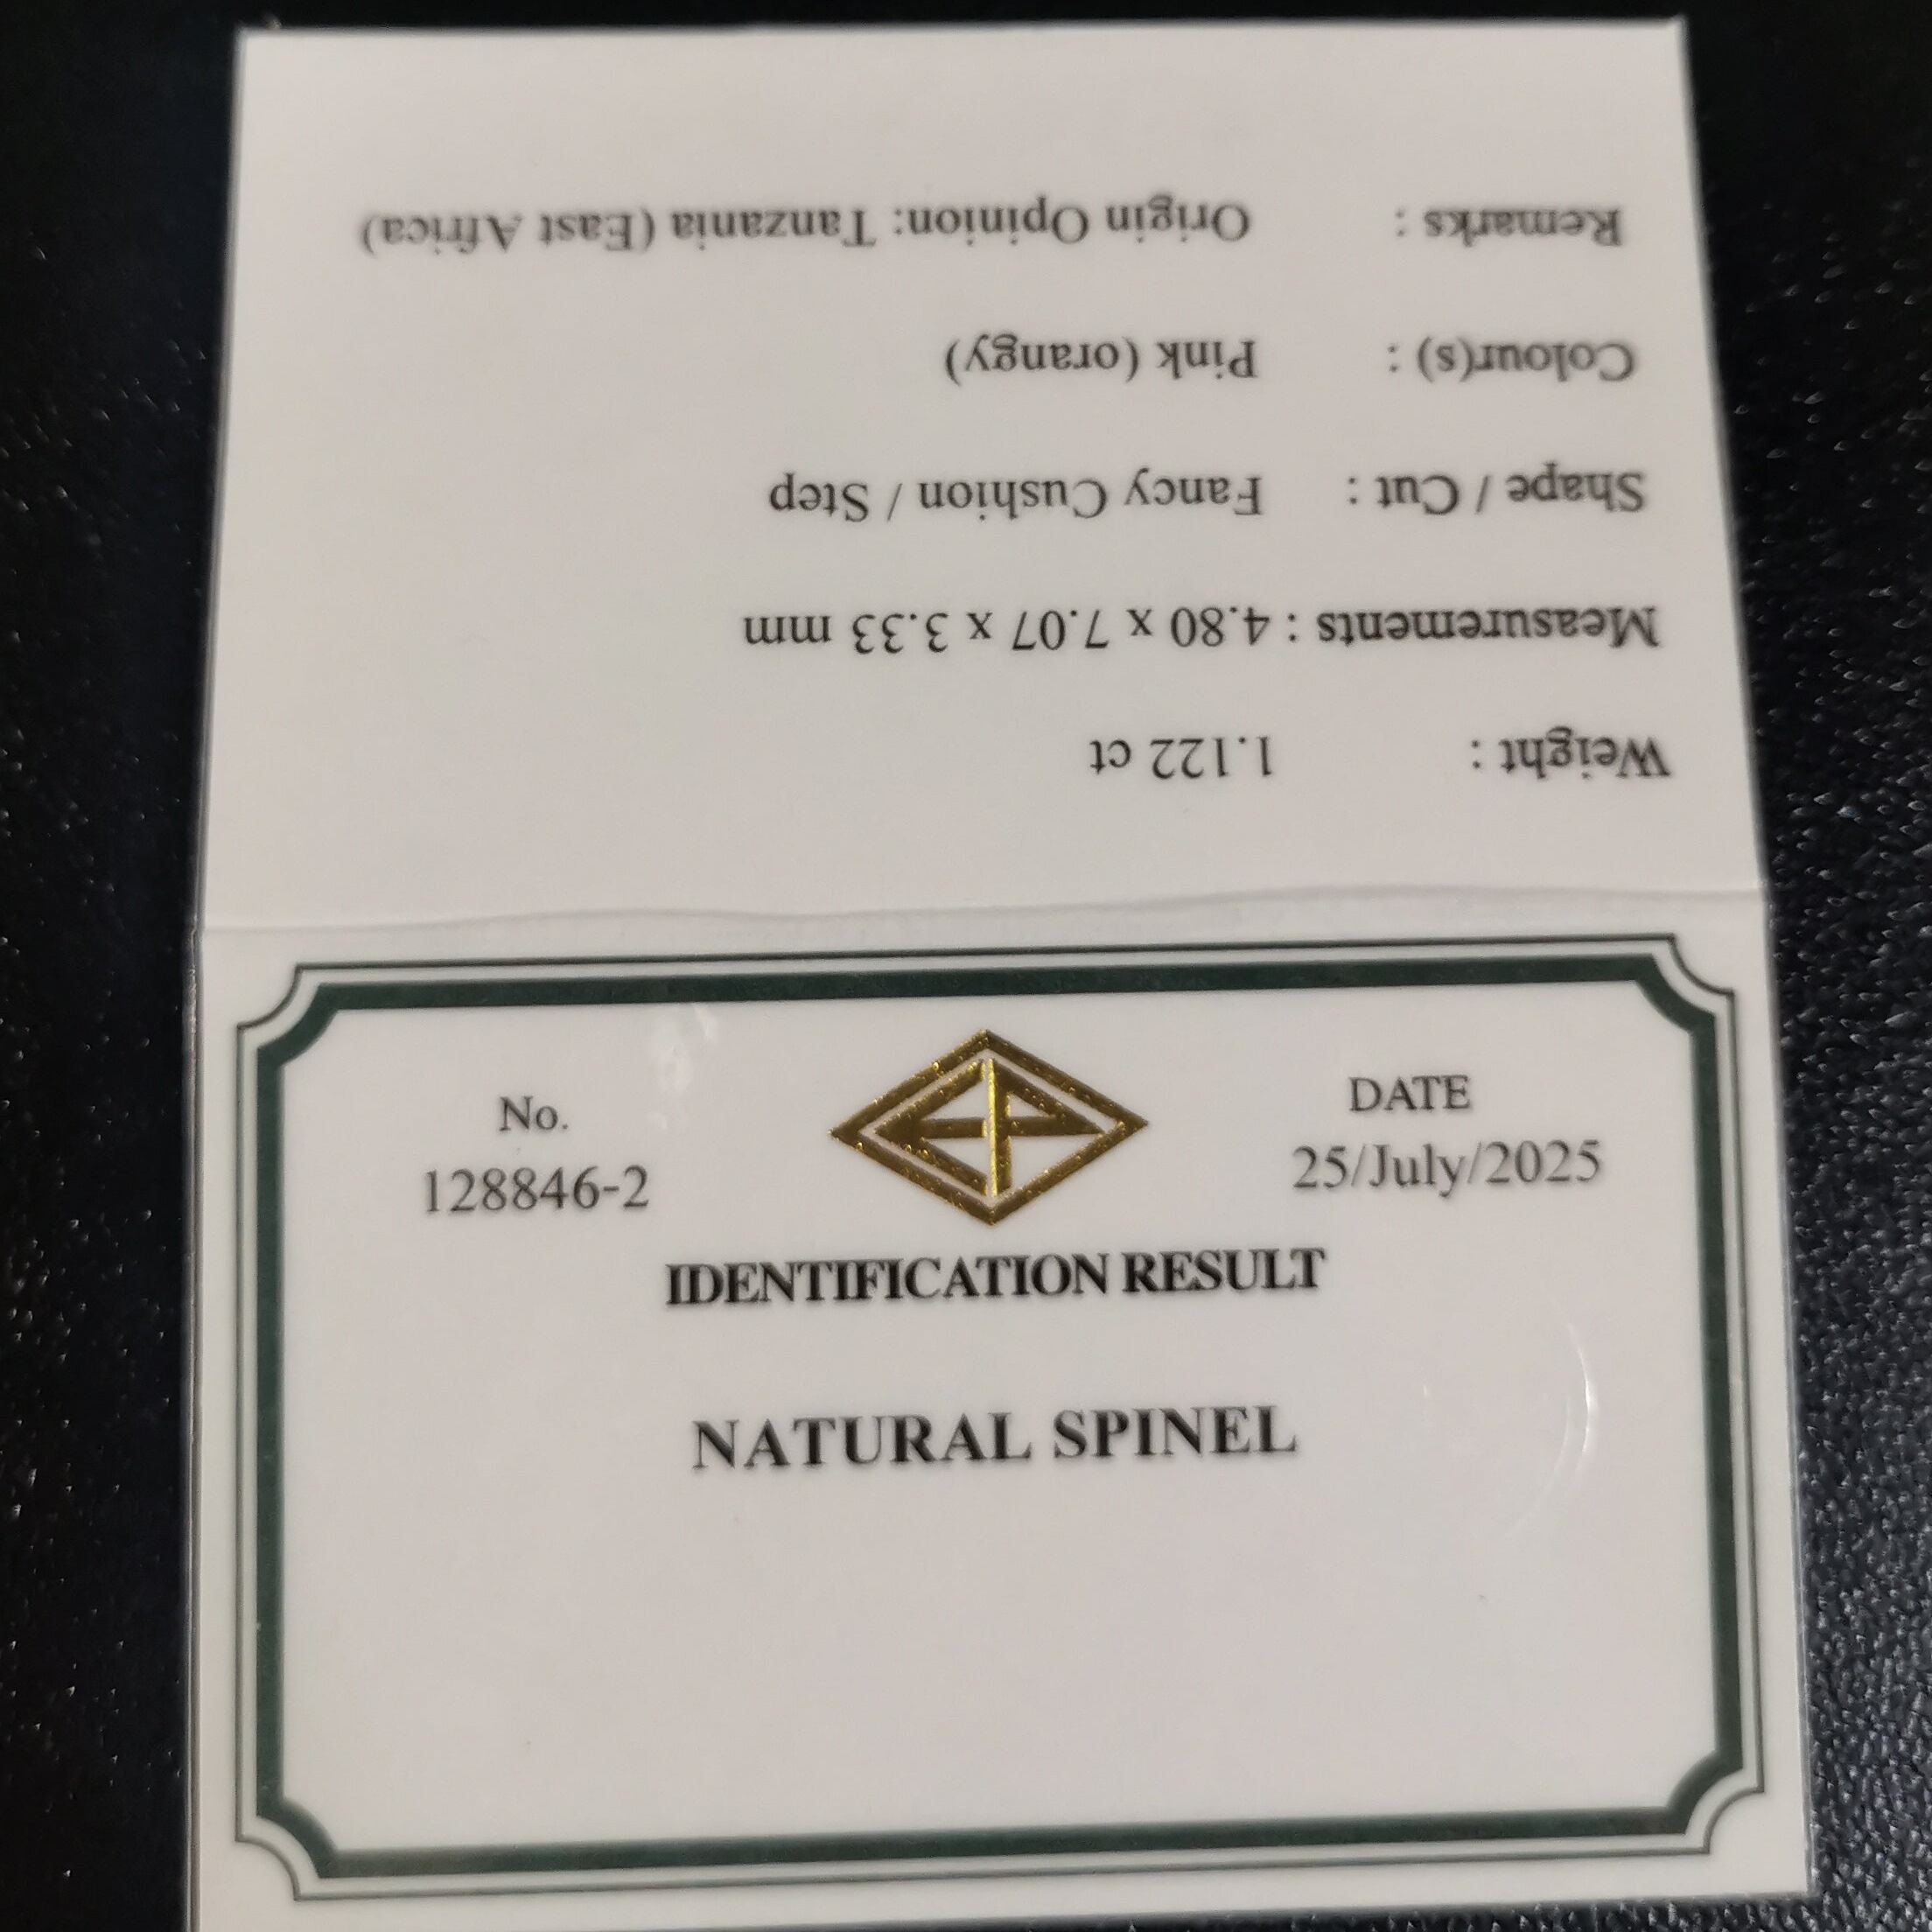 Weight : 1.122 ct
Measurements : 4.80 x 7.07 x 3.33 mm
Shape / Cut : Fancy Cushion / Step
Colour(s) : Pink (orangy)
Remarks : Origin Opinion: Tanzania (East Africa)
No. DATE
128846-2 25/July/2025
IDENTIFICATION RESULT
NATURAL SPINEL